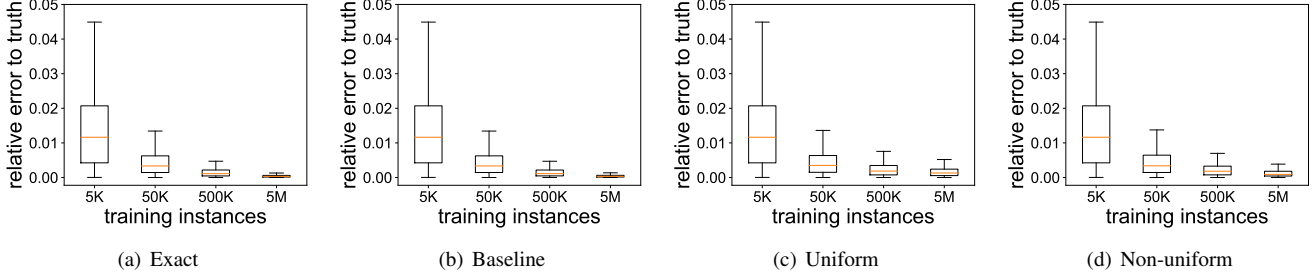 relative error to truth
0.05
0.04
0.03
0.02
0.01
0.00
5K 50K 500K 5M
training instances
(a) Exact
relative error to truth
0.05
0.04
0.03
0.02
0.01
0.00
5K 50K 500K 5M
training instances
(b) Baseline
relative error to truth
0.05
0.04
0.03
0.02
0.01
0.00
5K 50K 500K 5M
training instances
(c) Uniform
relative error to truth
0.05
0.04
0.03
0.02
0.01
0.00
5K 50K 500K 5M
training instances
(d) Non-uniform